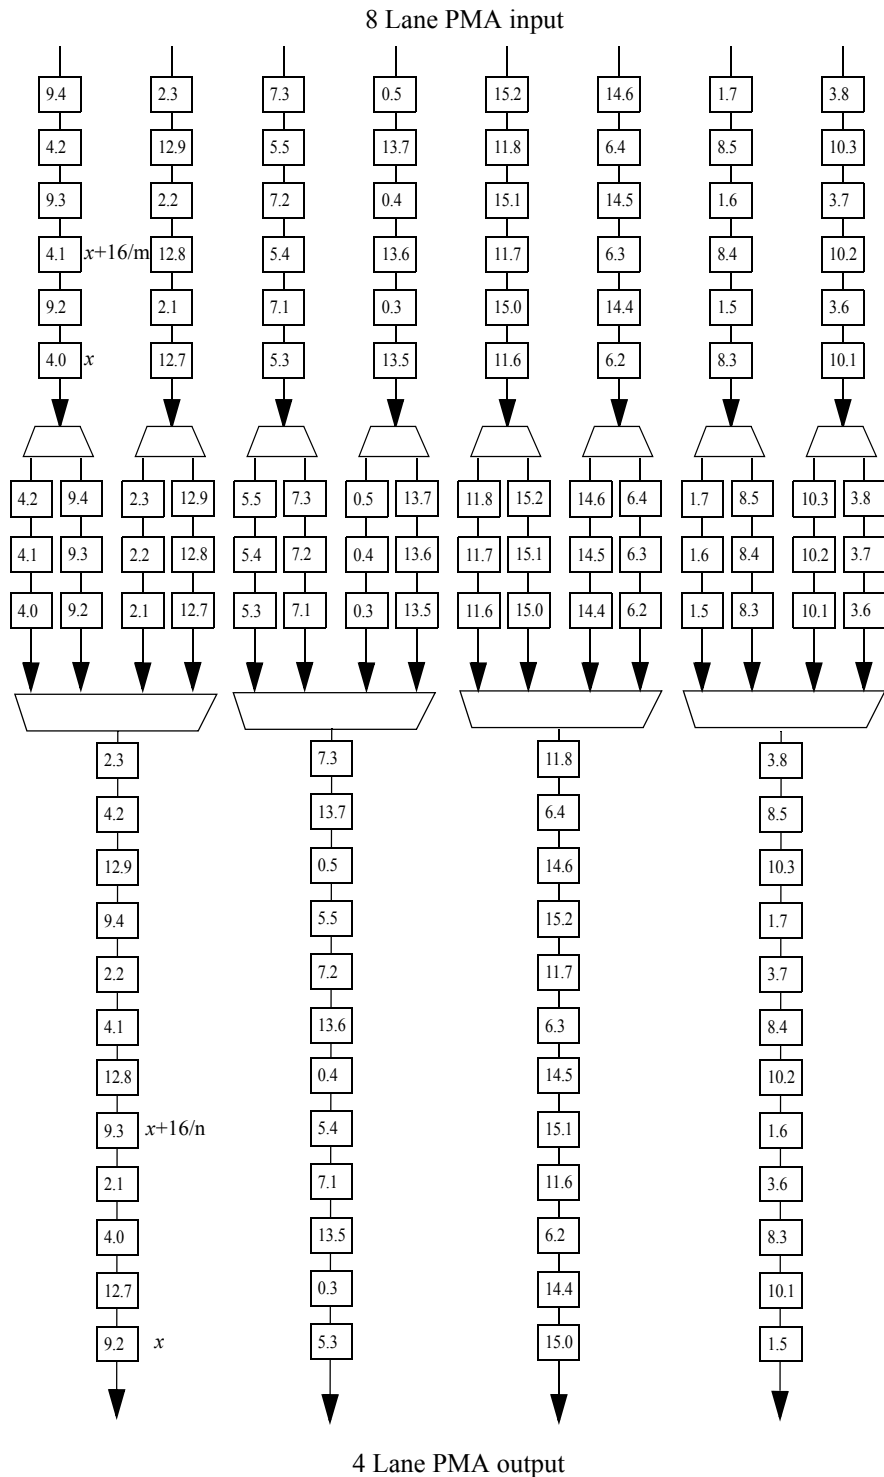 8 Lane PMA input
9.4 2.3 7.3 0.5 15.2 14.6 1.7 3.8
4.2 12.9 5.5 13.7 11.8 6.4 8.5 10.3
9.3 2.2 7.2 0.4 15.1 14.5 1.6 3.7
4.1 x+16/m 12.8 5.4 13.6 11.7 6.3 8.4 10.2
9.2 2.1 7.1 0.3 15.0 14.4 1.5 3.6
4.0 x 12.7 5.3 13.5 11.6 6.2 8.3 10.1
4.2 9.4 2.3 12.9 5.5 7.3 0.5 13.7 11.8 15.2 14.6 6.4 1.7 8.5 10.3 3.8
4.1 9.3 2.2 12.8 5.4 7.2 0.4 13.6 11.7 15.1 14.5 6.3 1.6 8.4 10.2 3.7
4.0 9.2 2.1 12.7 5.3 7.1 0.3 13.5 11.6 15.0 14.4 6.2 1.5 8.3 10.1 3.6
2.3 7.3 11.8 3.8
4.2 13.7 6.4 8.5
12.9 0.5 14.6 10.3
9.4 5.5 15.2 1.7
2.2 7.2 11.7 3.7
4.1 13.6 6.3 8.4
12.8 0.4 14.5 10.2
9.3 x+16/n 5.4 15.1 1.6
2.1 7.1 11.6 3.6
4.0 13.5 6.2 8.3
12.7 0.3 14.4 10.1
9.2 x 5.3 15.0 1.5
4 Lane PMA output